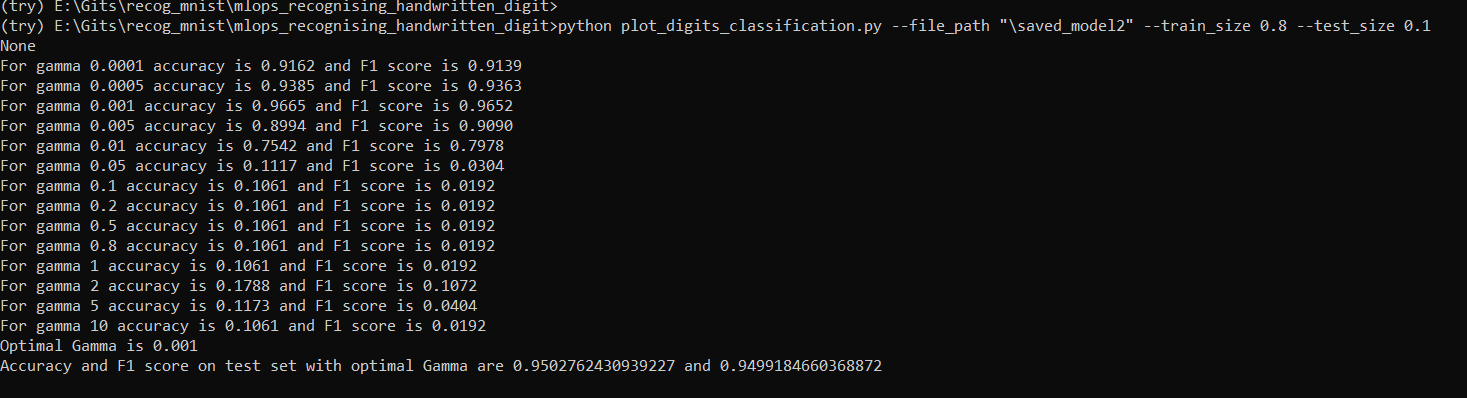 (try) E:\Gits\recog_mnist\mlops_recognising_handwritten_digit>
(try) E:\Gits\recog_mnist\mlops_recognising_handwritten_digit>python plot_digits_classification.py --file_path "\saved_model2" --train_size 0.8 --test_size 0.1
None
For gamma 0.0001 accuracy is 0.9162 and F1 score is 0.9139
For gamma 0.0005 accuracy is 0.9385 and F1 score is 0.9363
For gamma 0.001 accuracy is 0.9665 and F1 score is 0.9652
For gamma 0.005 accuracy is 0.8994 and F1 score is 0.9090
For gamma 0.01 accuracy is 0.7542 and F1 score is 0.7978
For gamma 0.05 accuracy is 0.1117 and F1 score is 0.0304
For gamma 0.1 accuracy is 0.1061 and F1 score is 0.0192
For gamma 0.2 accuracy is 0.1061 and F1 score is 0.0192
For gamma 0.5 accuracy is 0.1061 and F1 score is 0.0192
For gamma 0.8 accuracy is 0.1061 and F1 score is 0.0192
For gamma 1 accuracy is 0.1061 and F1 score is 0.0192
For gamma 2 accuracy is 0.1788 and F1 score is 0.1072
For gamma 5 accuracy is 0.1173 and F1 score is 0.0404
For gamma 10 accuracy is 0.1061 and F1 score is 0.0192
Optimal Gamma is 0.001
Accuracy and F1 score on test set with optimal Gamma are 0.9502762430939227 and 0.9499184660368872